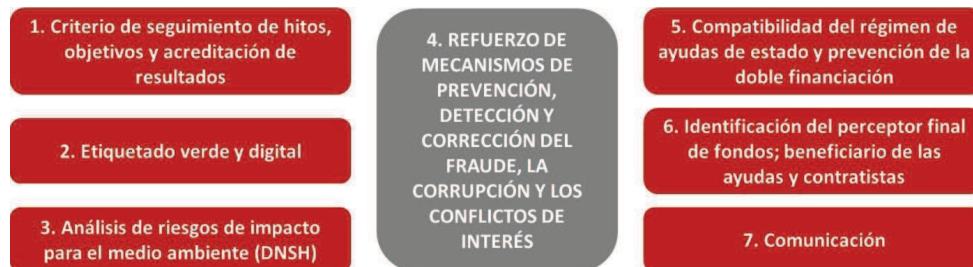 1. Criterio de seguimiento de hitos,
objetivos y acreditación de
resultados
2. Etiquetado verde y digital
3. Análisis de riesgos de impacto
para el medio ambiente (DNSH)
4. REFUERZO DE
MECANISMOS DE
PREVENCIÓN,
DETECCIÓN Y
CORRECCIÓN DEL
FRAUDE, LA
CORRUPCIÓN Y LOS
CONFLICTOS DE
INTERÉS
5. Compatibilidad del régimen de
ayudas de estado y prevención de la
doble financiación
6. Identificación del perceptor final
de fondos; beneficiario de las
ayudas y contratistas
7. Comunicación